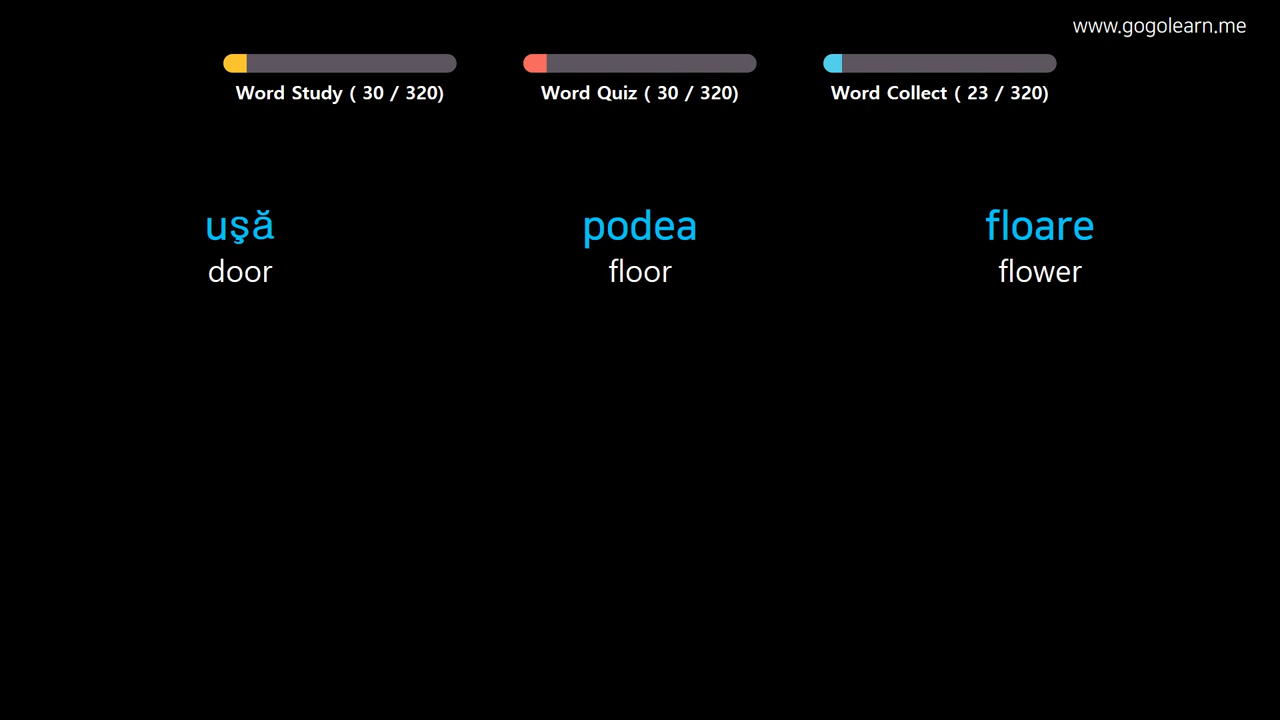 www.gogolearn.me
Word Study ( 30 / 320) Word Quiz ( 30 / 320) Word Collect ( 23 / 320)
uşă podea floare
door floor flower